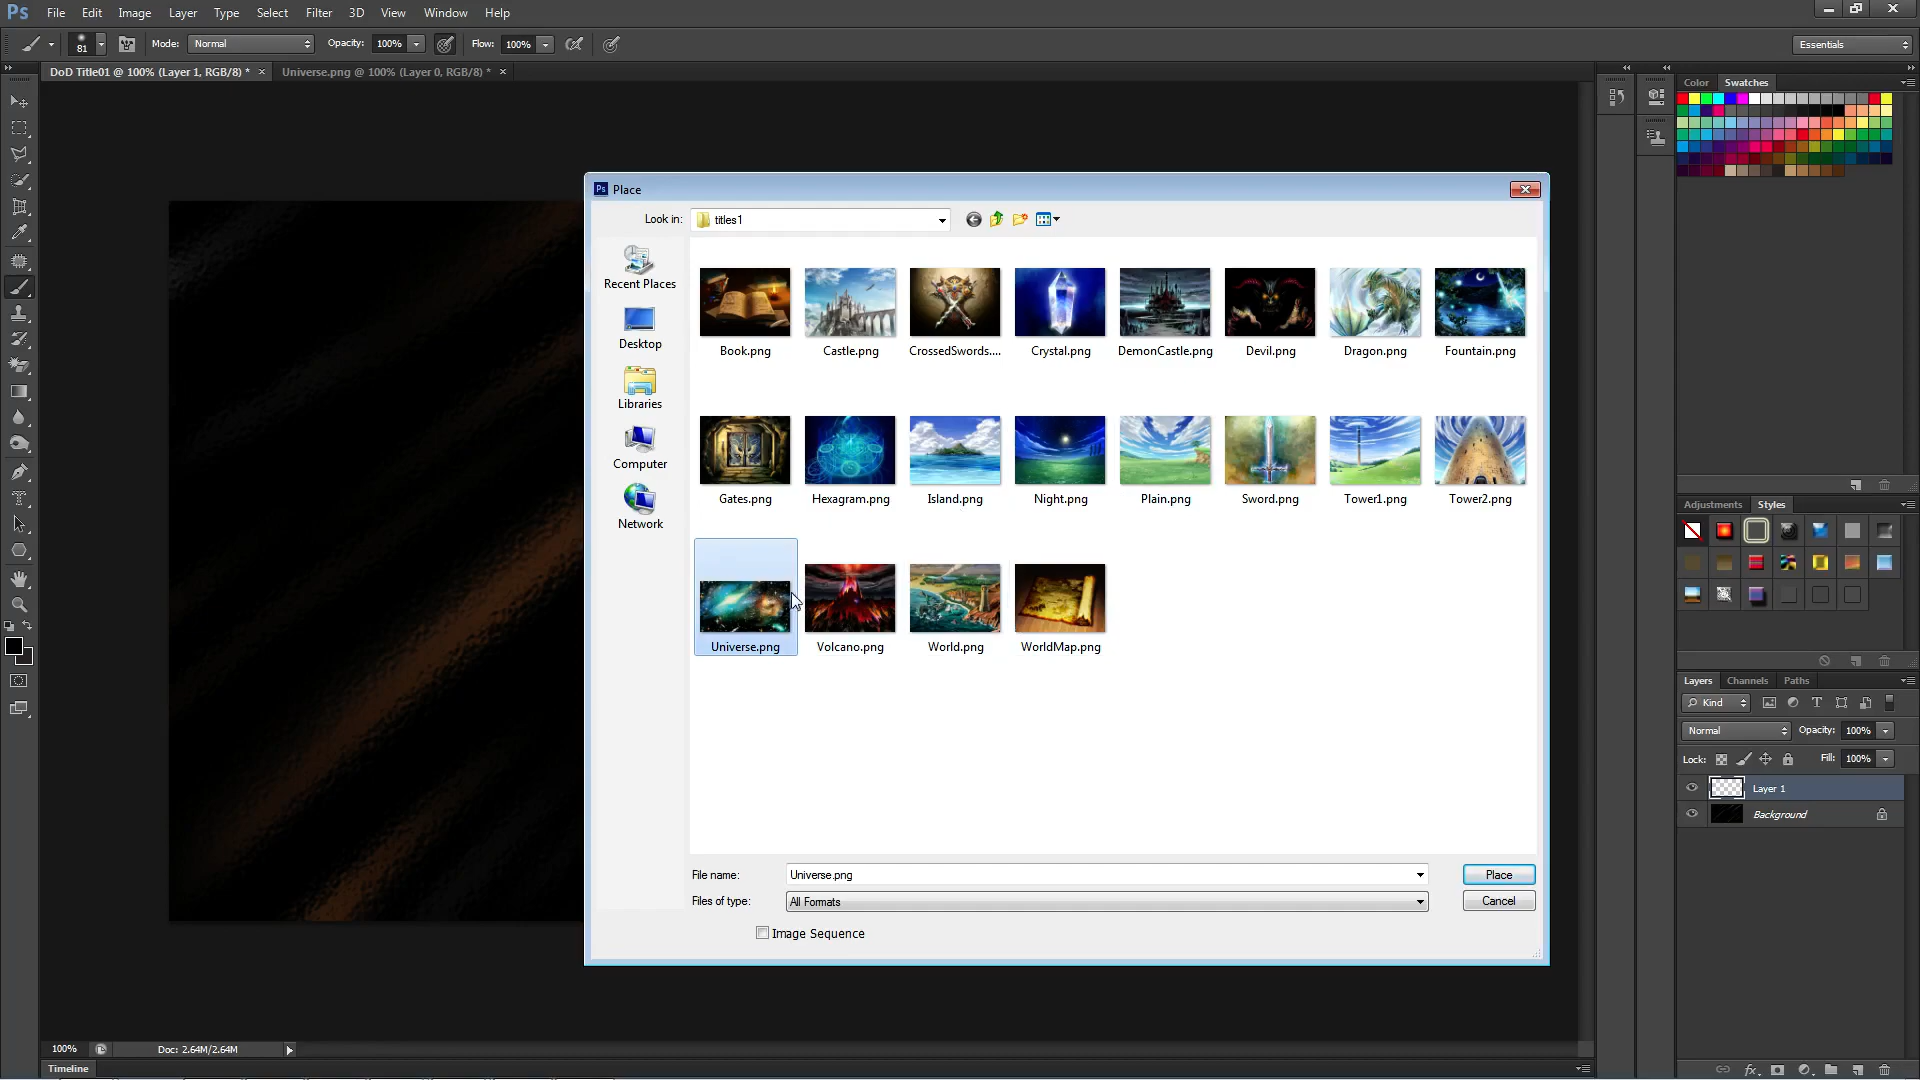 Ps File Edit Image Layer Type Select Filter 3D View Window Help
81 Mode: Normal Opacity: 100% Flow: 100% Essentials
DoD Title01 @ 100% (Layer 1, RGB/8) * × Universe.png @ 100% (Layer 0, RGB/8) * ×
Color Swatches
Ps Place
Look in: titles1
Recent Places
Desktop
Libraries
Computer
Network
Book.png Castle.png CrossedSwords.... Crystal.png DemonCastle.png Devil.png Dragon.png Fountain.png
Gates.png Hexagram.png Island.png Night.png Plain.png Sword.png Tower1.png Tower2.png
Universe.png Volcano.png World.png WorldMap.png
File name: Universe.png Place
Files of type: All Formats Cancel
Image Sequence
Adjustments Styles
Layers Channels Paths
Kind
Normal Opacity: 100%
Lock: Fill: 100%
Layer 1
Background
100% Doc: 2.64M/2.64M
Timeline
fx